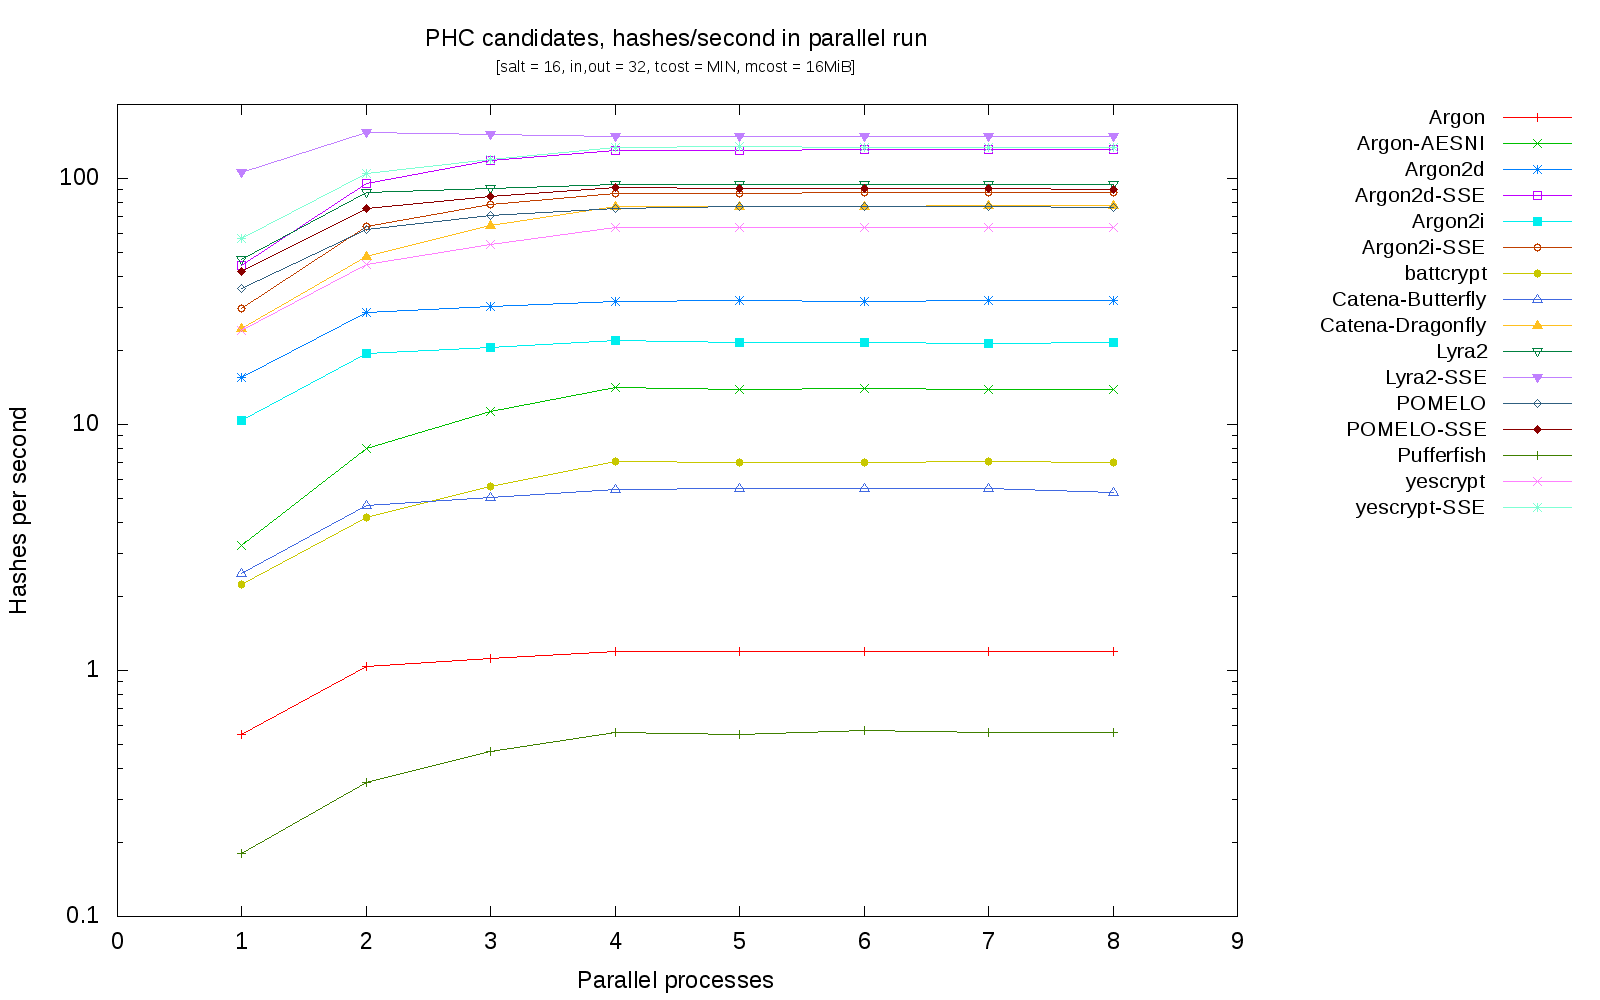 PHC candidates, hashes/second in parallel run
[salt = 16, in,out = 32, tcost = MIN, mcost = 16MiB]
Argon
Argon-AESNI
Argon2d
Argon2d-SSE
Argon2i
Argon2i-SSE
battcrypt
Catena-Butterfly
Catena-Dragonfly
Lyra2
Lyra2-SSE
POMELO
POMELO-SSE
Pufferfish
yescrypt
yescrypt-SSE
Hashes per second
100
10
1
0.1
0 1 2 3 4 5 6 7 8 9
Parallel processes